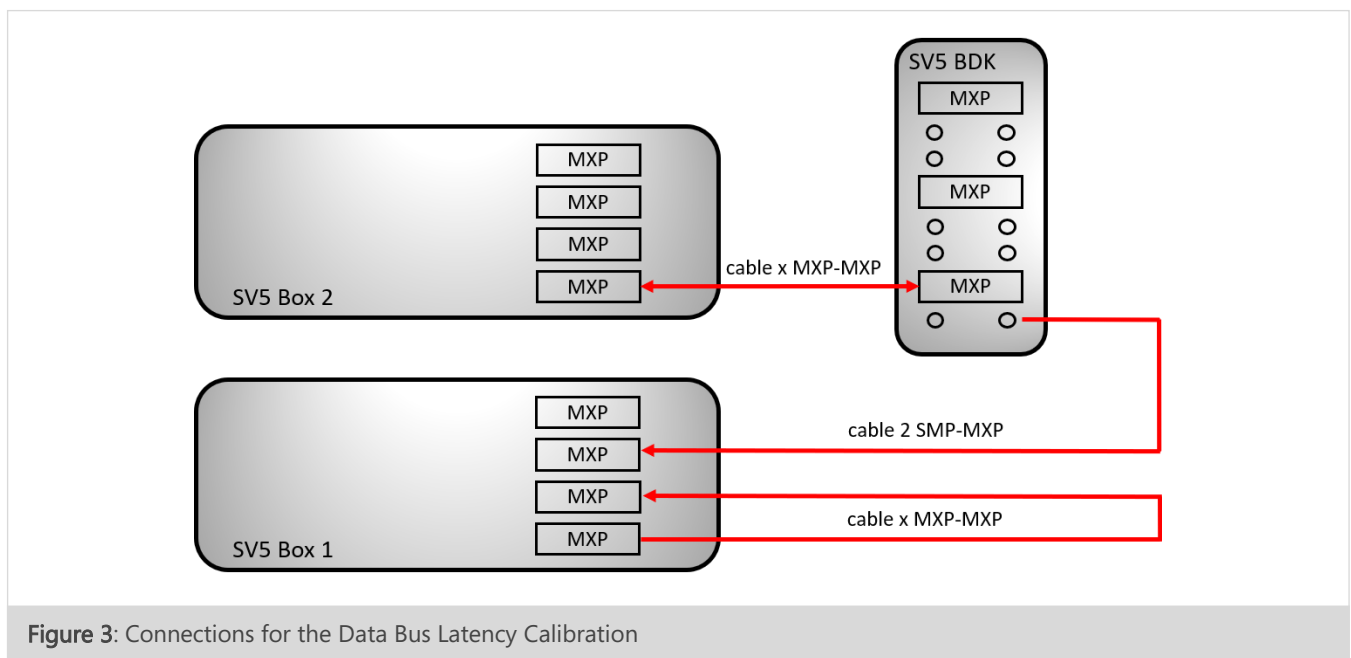 SV5 BDK
MXP
MXP
MXP
MXP
MXP
MXP
cable x MXP-MXP
MXP
MXP
SV5 Box 2
MXP
cable 2 SMP-MXP
MXP
MXP
cable x MXP-MXP
MXP
SV5 Box 1
Figure 3: Connections for the Data Bus Latency Calibration